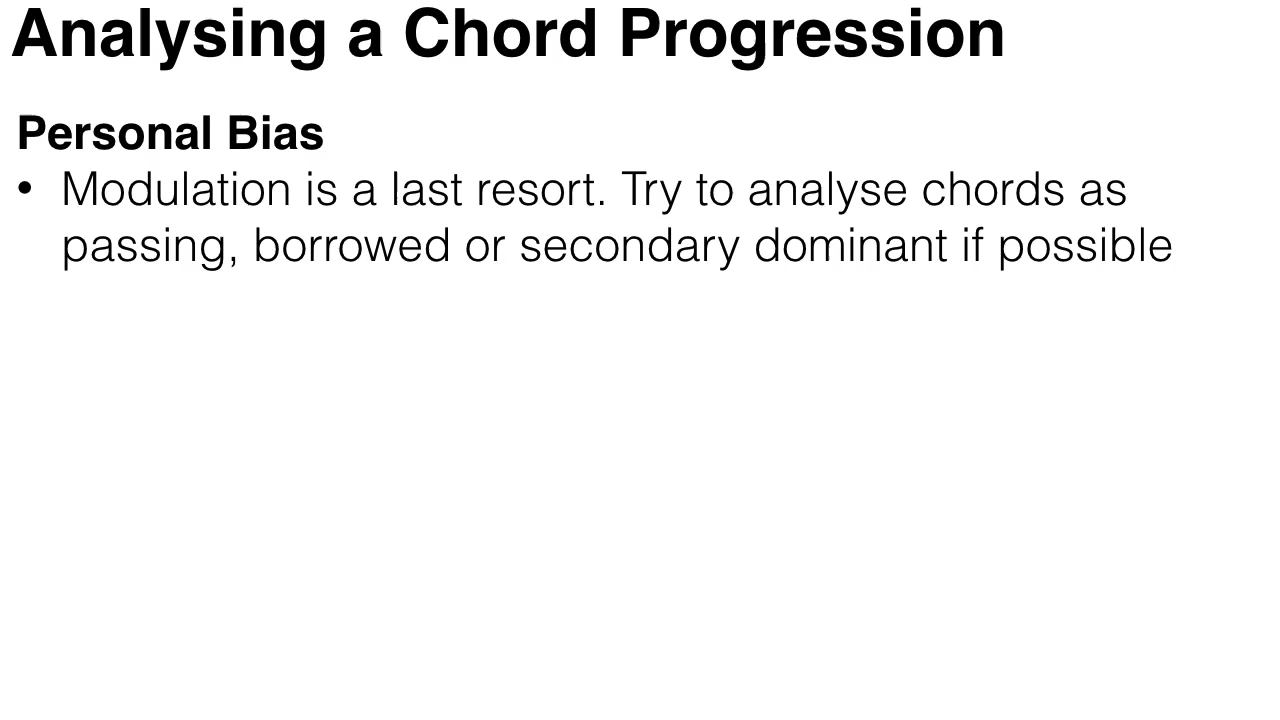 Analysing a Chord Progression
Personal Bias
• Modulation is a last resort. Try to analyse chords as
passing, borrowed or secondary dominant if possible